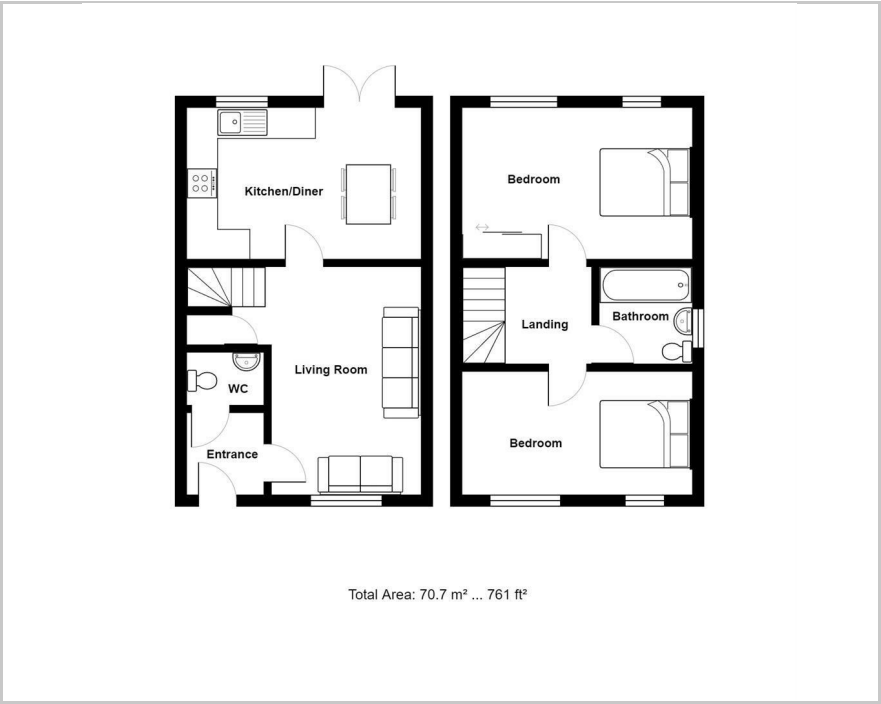 Kitchen/Diner
Living Room
WC
Entrance
Bedroom
Landing
Bathroom
Bedroom
Total Area: 70.7 m² ... 761 ft²